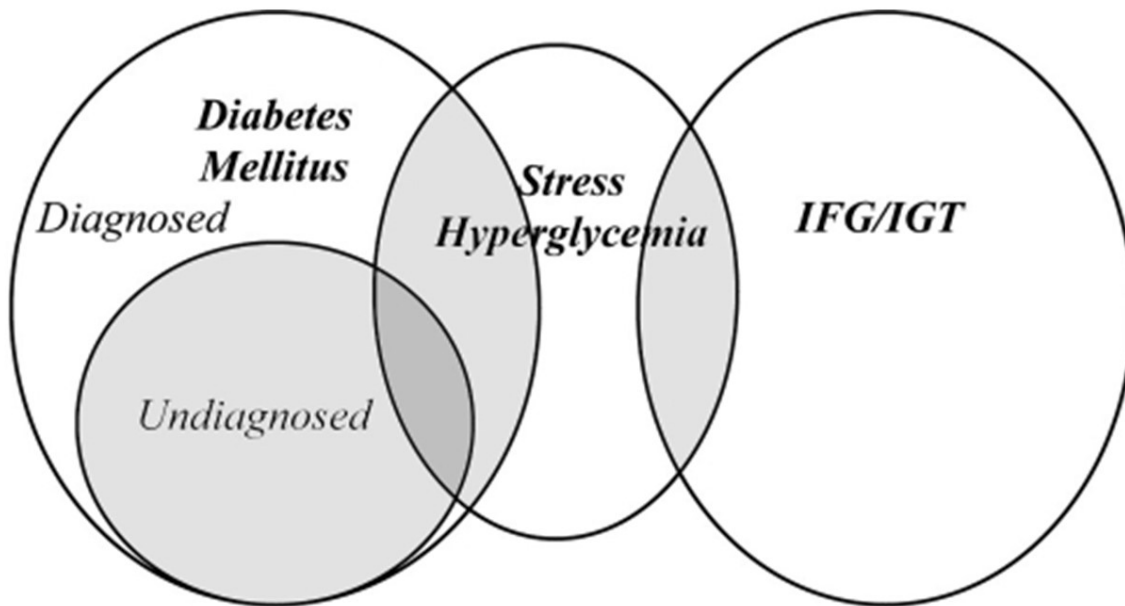 Diabetes
Mellitus
Diagnosed
Undiagnosed
Stress
Hyperglycemia
IFG/IGT